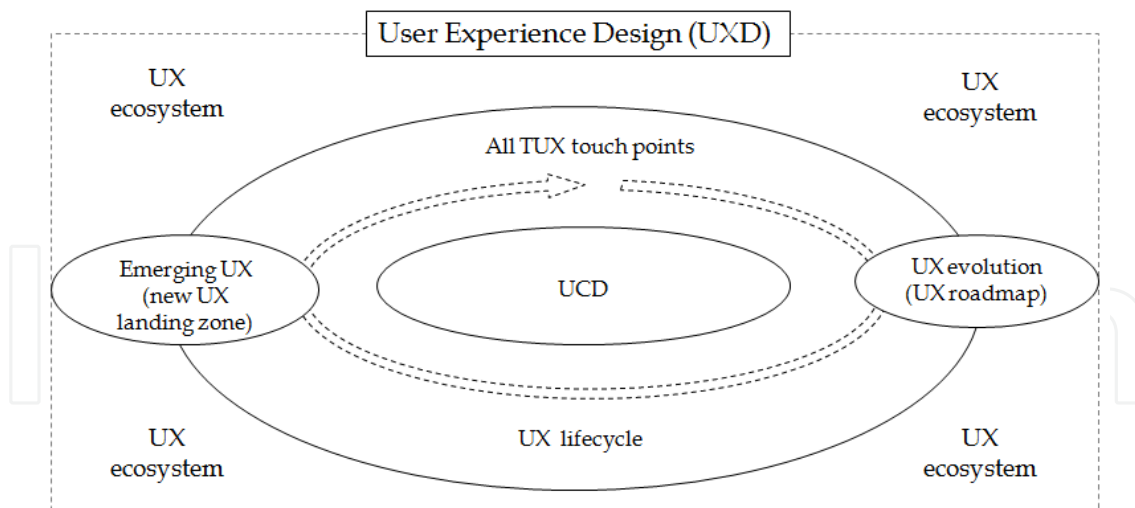 User Experience Design (UXD)
UX
ecosystem
UX
ecosystem
All TUX touch points
Emerging UX
(new UX
landing zone)
UCD
UX evolution
(UX roadmap)
UX lifecycle
UX
ecosystem
UX
ecosystem